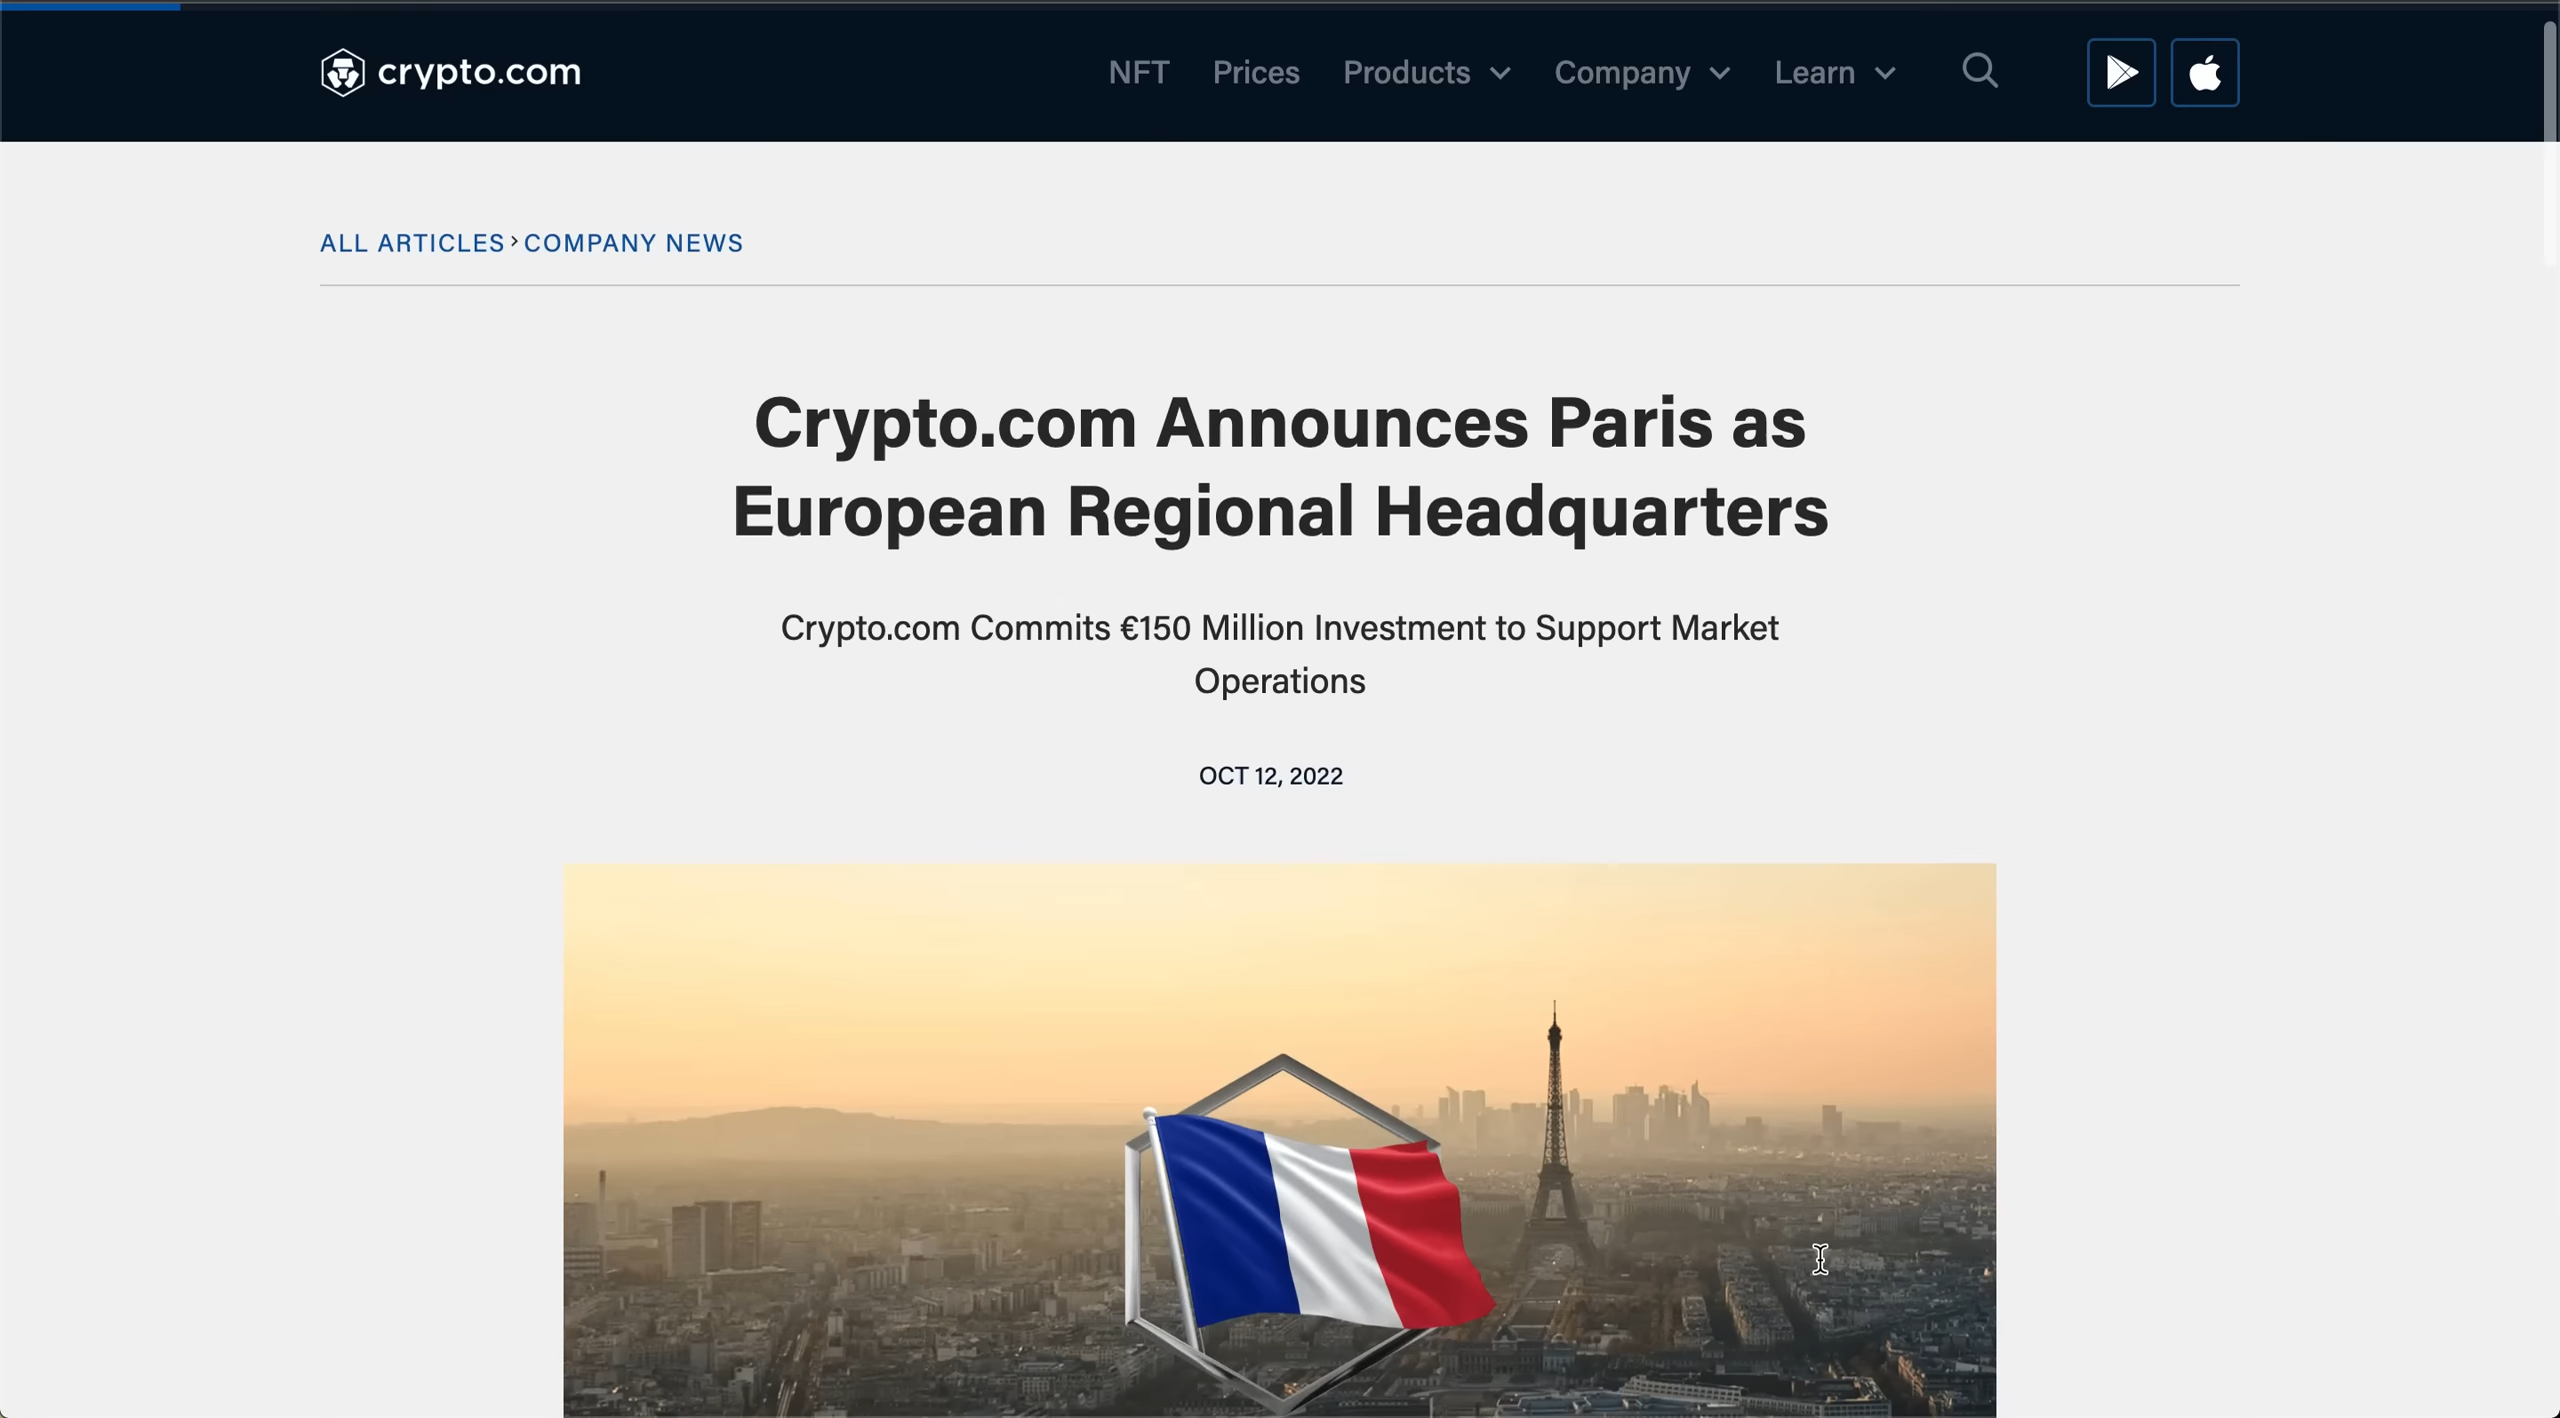 crypto.com
NFT Prices Products Company Learn
ALL ARTICLES › COMPANY NEWS
Crypto.com Announces Paris as
European Regional Headquarters
Crypto.com Commits €150 Million Investment to Support Market
Operations
OCT 12, 2022